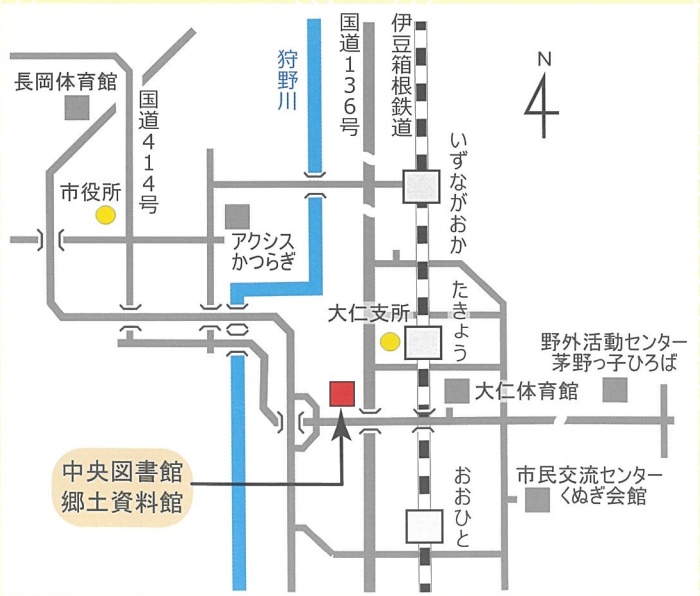 国道136号
伊豆箱根鉄道
狩野川
N
長岡体育館
国道414号
いずながおか
市役所
アクシス
かつらぎ
大仁支所
たきょう
野外活動センター
茅野っ子ひろば
大仁体育館
中央図書館
郷土資料館
おおひと
市民交流センター
くぬぎ会館